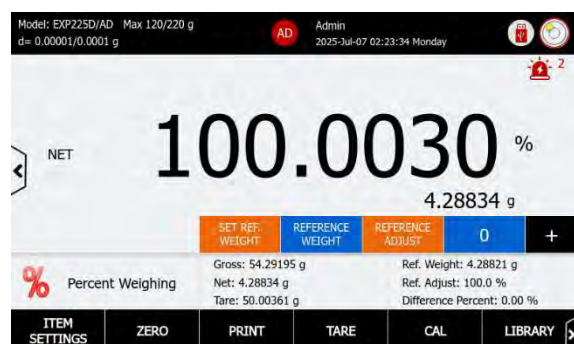 Model: EXP225D/AD Max 120/220 g
d= 0.00001/0.0001 g
AD
Admin
2025-Jul-07 02:23:34 Monday
2
NET
100.0030 %
4.28834 g
SET REF. WEIGHT
REFERENCE WEIGHT
REFERENCE ADJUST
0
+
% Percent Weighing
Gross: 54.29195 g
Net: 4.28834 g
Tare: 50.00361 g
Ref. Weight: 4.28821 g
Ref. Adjust: 100.0 %
Difference Percent: 0.00 %
ITEM SETTINGS
ZERO
PRINT
TARE
CAL
LIBRARY